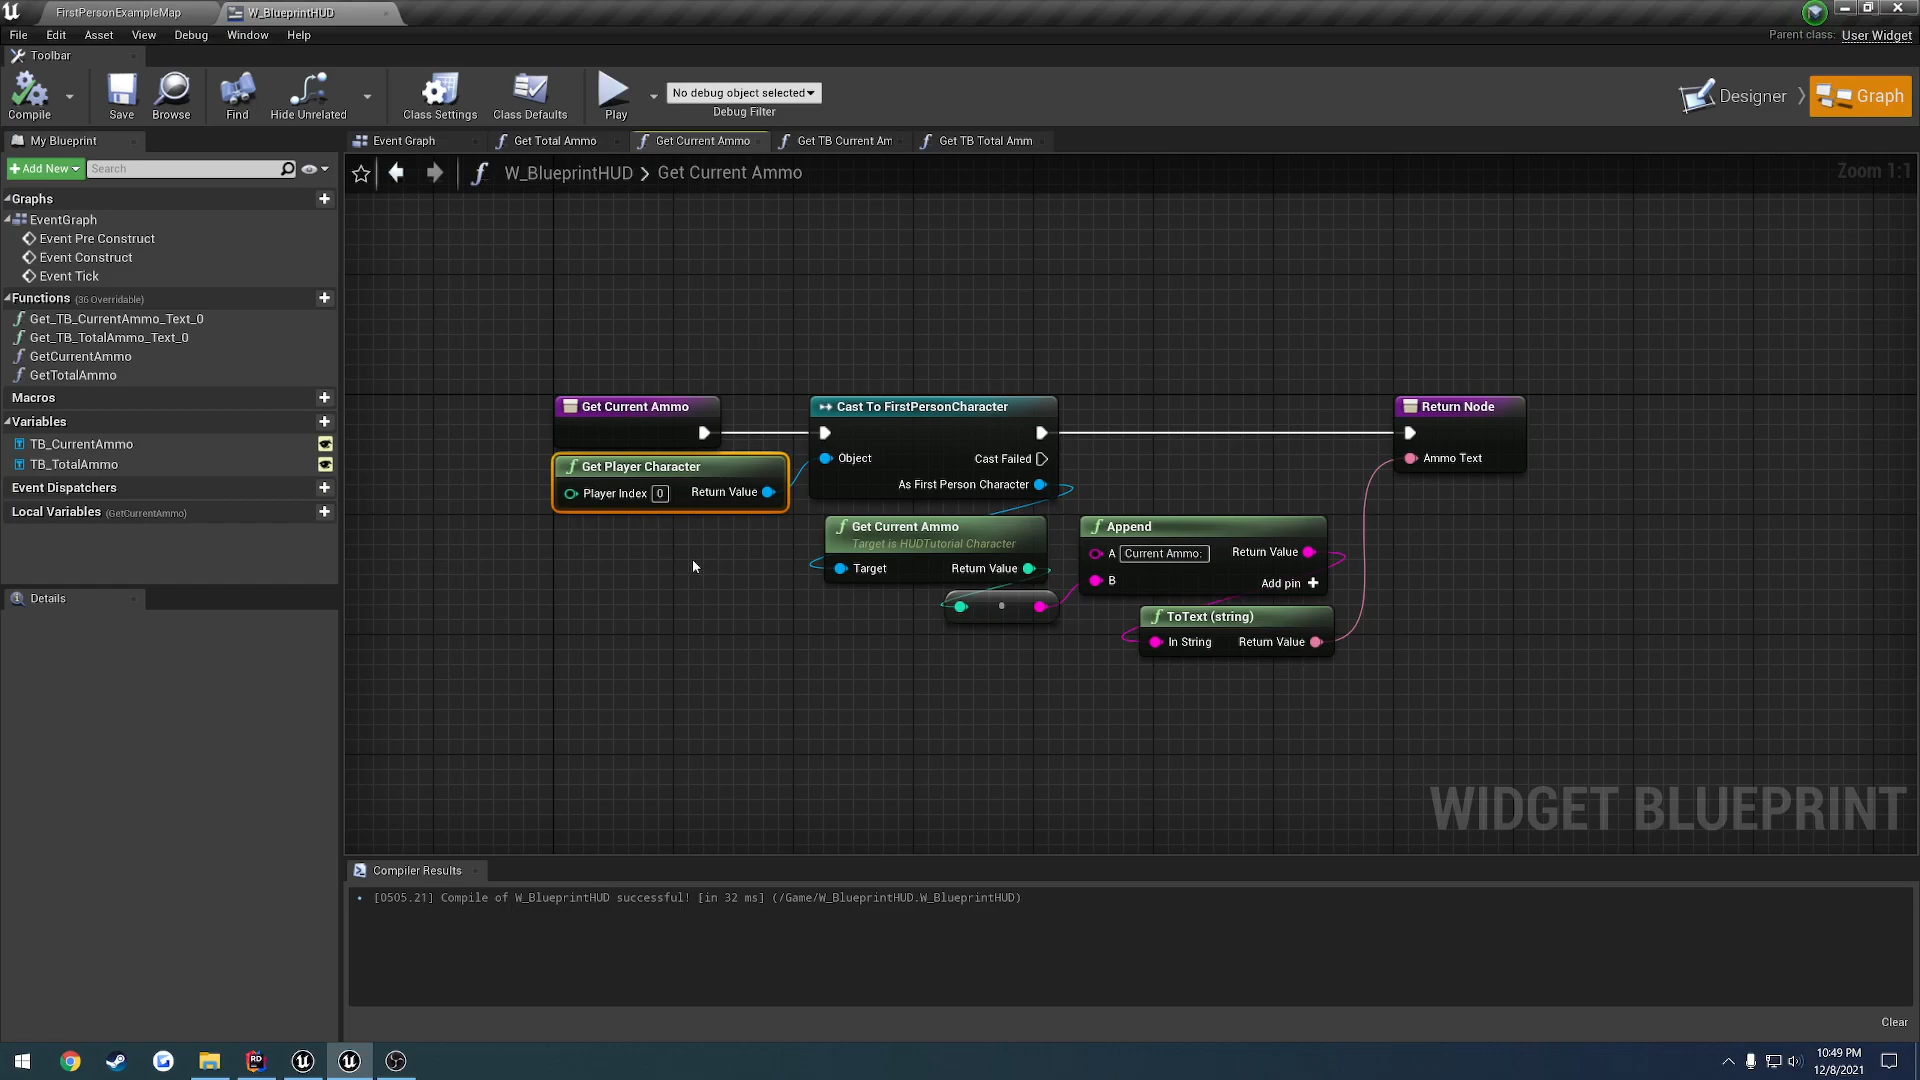 FirstPersonExampleMap
W_BlueprintHUD
File Edit Asset View Debug Window Help
Parent class: User Widget
Toolbar
Compile
Save
Browse
Find
Hide Unrelated
Class Settings
Class Defaults
Play
No debug object selected
Debug Filter
Designer
Graph
My Blueprint
Event Graph
Get Total Ammo
Get Current Ammo
Get TB Current Am
Get TB Total Amm
Add New
Search
W_BlueprintHUD > Get Current Ammo
Zoom 1:1
Graphs
EventGraph
Event Pre Construct
Event Construct
Event Tick
Functions (36 Overridable)
Get_TB_CurrentAmmo_Text_0
Get_TB_TotalAmmo_Text_0
GetCurrentAmmo
GetTotalAmmo
Macros
Variables
TB_CurrentAmmo
TB_TotalAmmo
Event Dispatchers
Local Variables (GetCurrentAmmo)
Details
Get Current Ammo
Get Player Character
Player Index 0 Return Value
Cast To FirstPersonCharacter
Object
Cast Failed
As First Person Character
Get Current Ammo
Target is HUDTutorial Character
Target Return Value
Append
A Current Ammo: Return Value
B Add pin
ToText (string)
In String Return Value
Return Node
Ammo Text
WIDGET BLUEPRINT
Compiler Results
[0505.21] Compile of W_BlueprintHUD successful! [in 32 ms] (/Game/W_BlueprintHUD.W_BlueprintHUD)
Clear
10:49 PM
12/8/2021